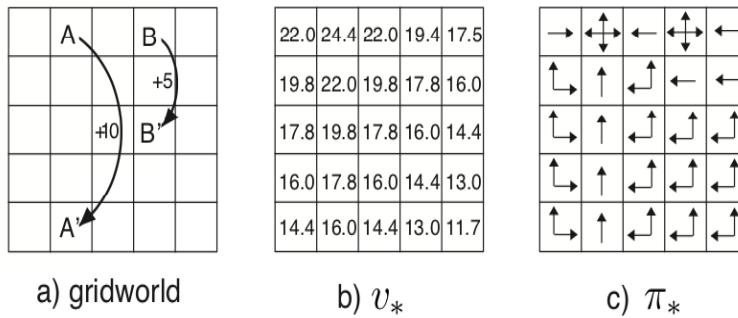 A B
+5
+10 B'
A'
22.0 24.4 22.0 19.4 17.5
19.8 22.0 19.8 17.8 16.0
17.8 19.8 17.8 16.0 14.4
16.0 17.8 16.0 14.4 13.0
14.4 16.0 14.4 13.0 11.7
a) gridworld
b) v*
c) π*